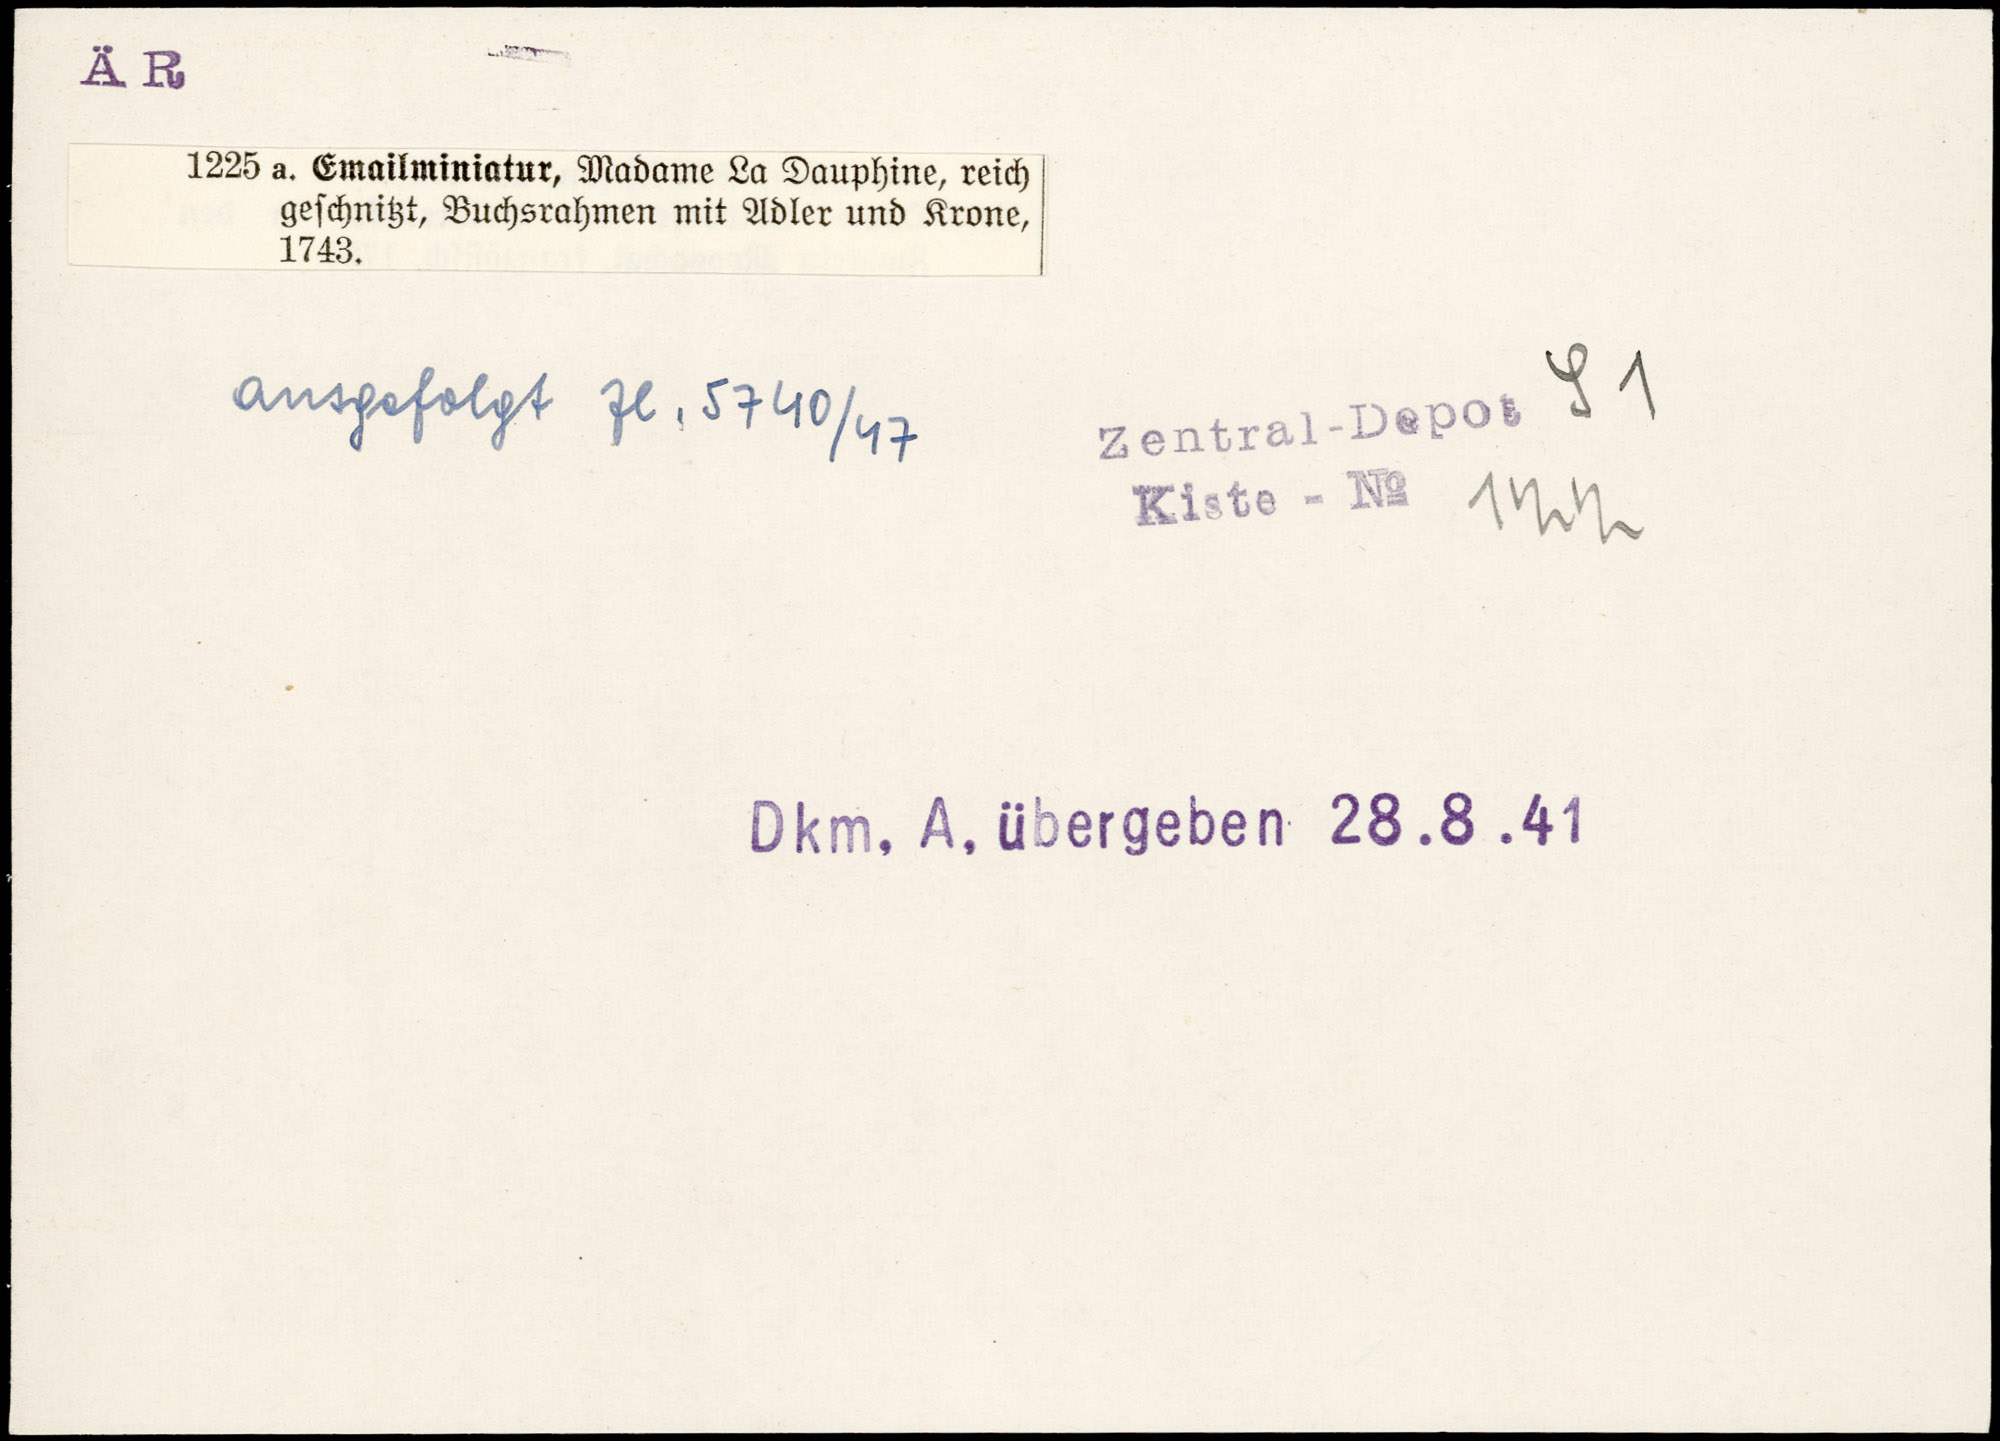 ÄR
1225 a. Emailminiatur, Madame La Dauphine, reich
geschnitzt, Buchsrahmen mit Adler und Krone,
1743.
ausgefolgt Zl. 5740/47
Zentral-Depot S 1
Kiste - №
Dkm. A. übergeben 28.8.41